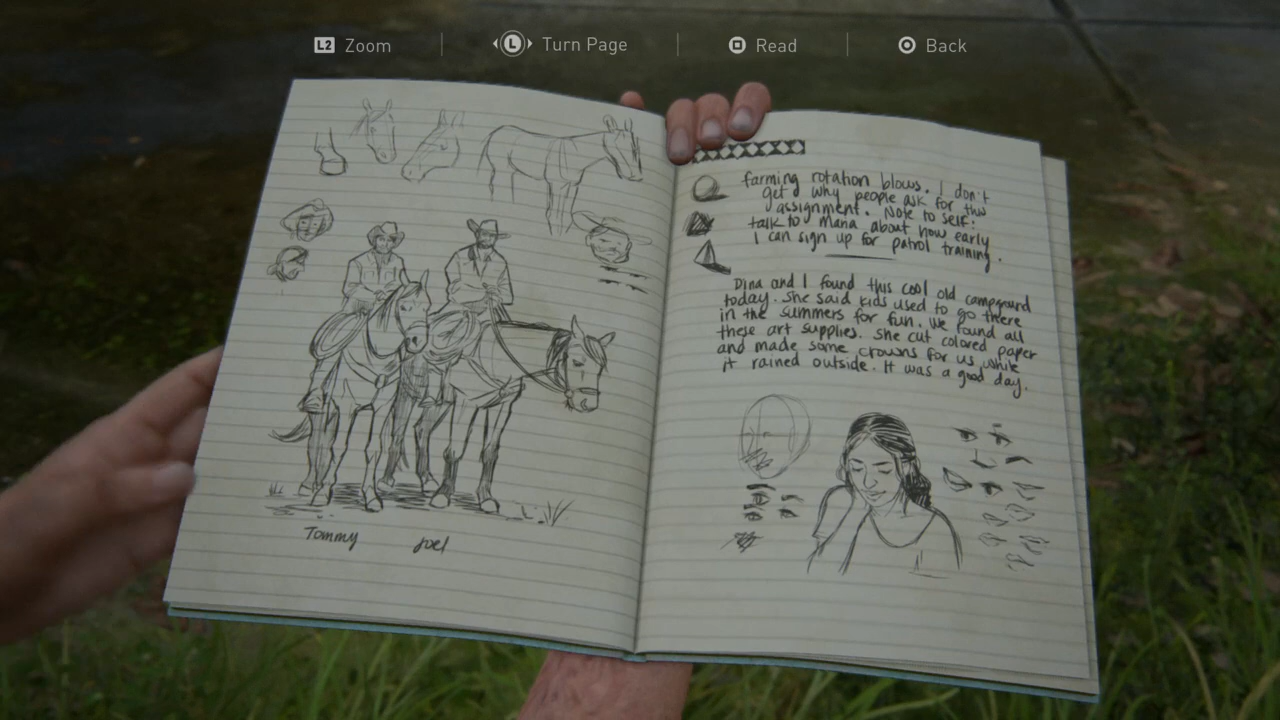 L2 Zoom
L Turn Page
Read
Back
farming rotation blows. I don't
get why people ask for this
assignment. Note to self:
talk to Maria about how early
I can sign up for patrol training.
Dina and I found this cool old campground
today. She said kids used to go there
in the summers for fun. We found all
these art supplies. She cut colored paper
and made some crowns for us while
it rained outside. It was a good day.
Tommy
Joel